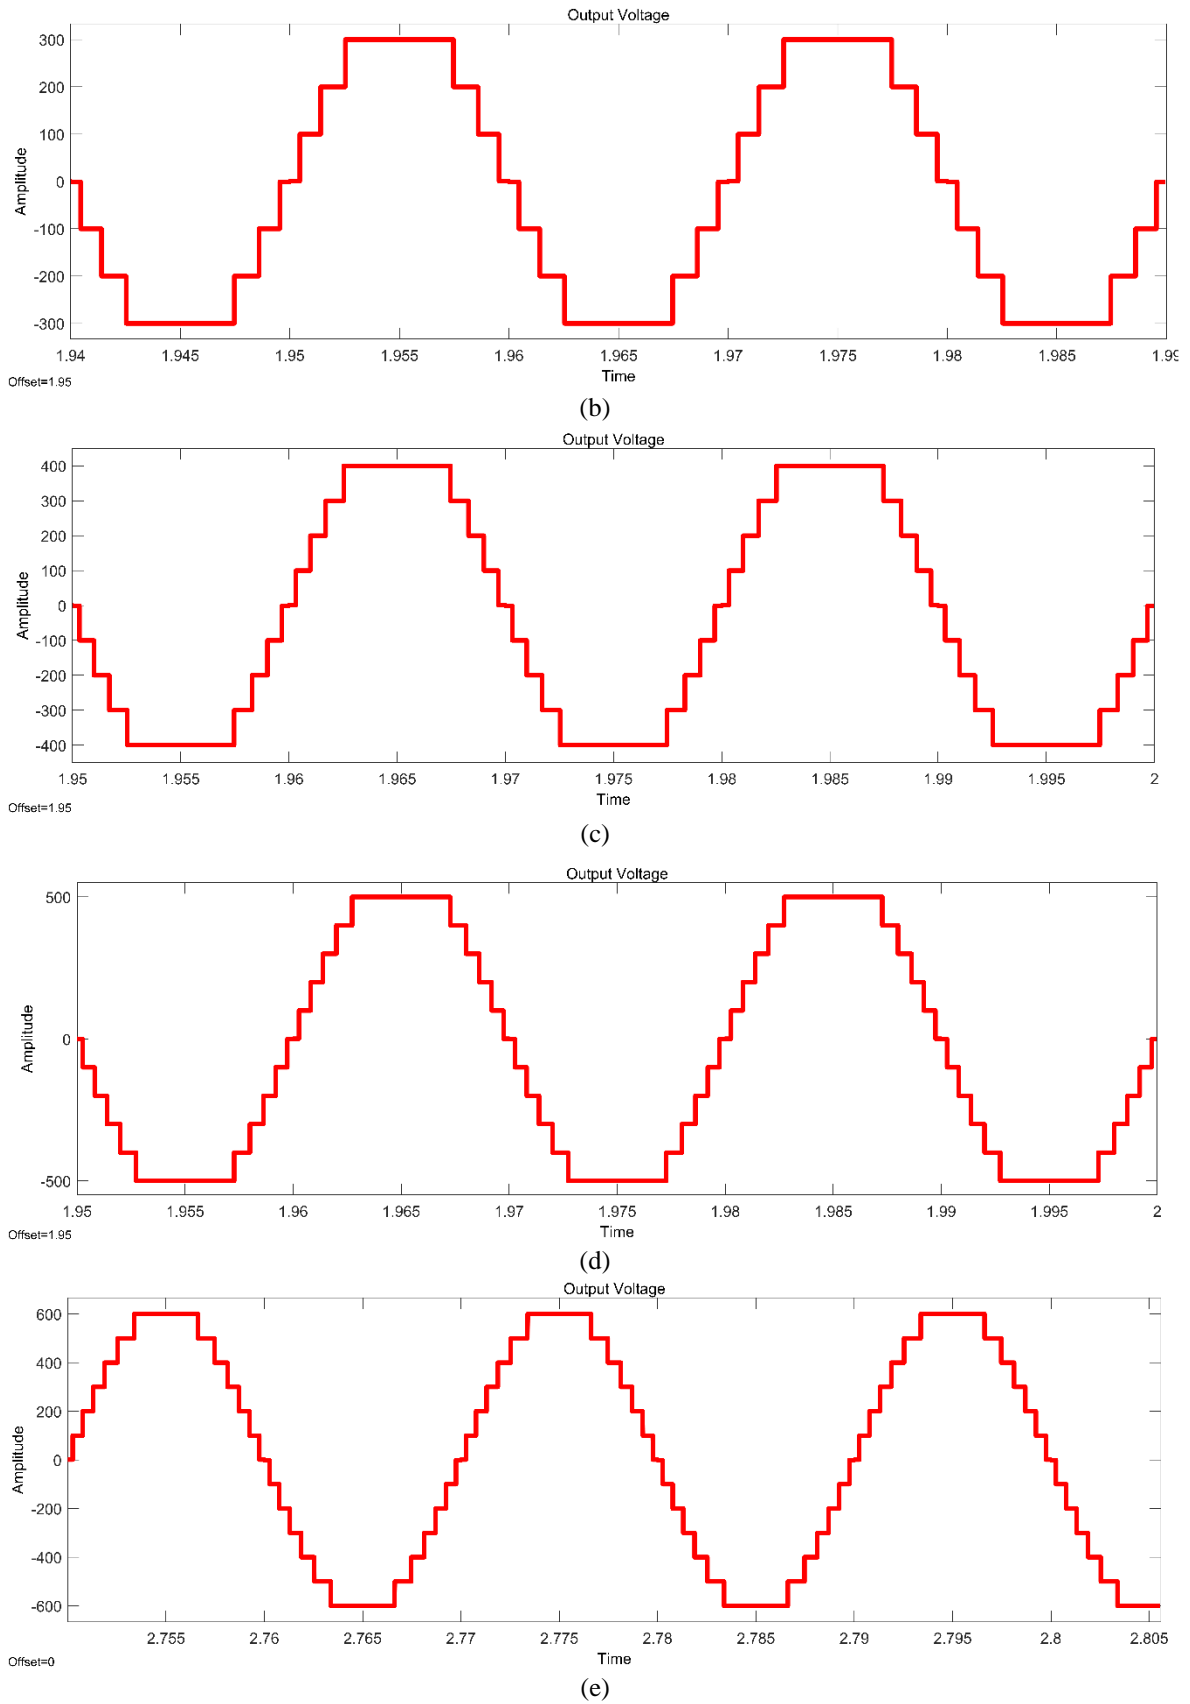 Output Voltage
300
200
100
0
-100
-200
-300
Amplitude
1.94 1.945 1.95 1.955 1.96 1.965 1.97 1.975 1.98 1.985 1.99
Time
Offset=1.95
(b)
Output Voltage
400
300
200
100
0
-100
-200
-300
-400
Amplitude
1.95 1.955 1.96 1.965 1.97 1.975 1.98 1.985 1.99 1.995 2
Time
Offset=1.95
(c)
Output Voltage
500
0
-500
Amplitude
1.95 1.955 1.96 1.965 1.97 1.975 1.98 1.985 1.99 1.995 2
Time
Offset=1.95
(d)
Output Voltage
600
400
200
0
-200
-400
-600
Amplitude
2.755 2.76 2.765 2.77 2.775 2.78 2.785 2.79 2.795 2.8 2.805
Time
Offset=0
(e)